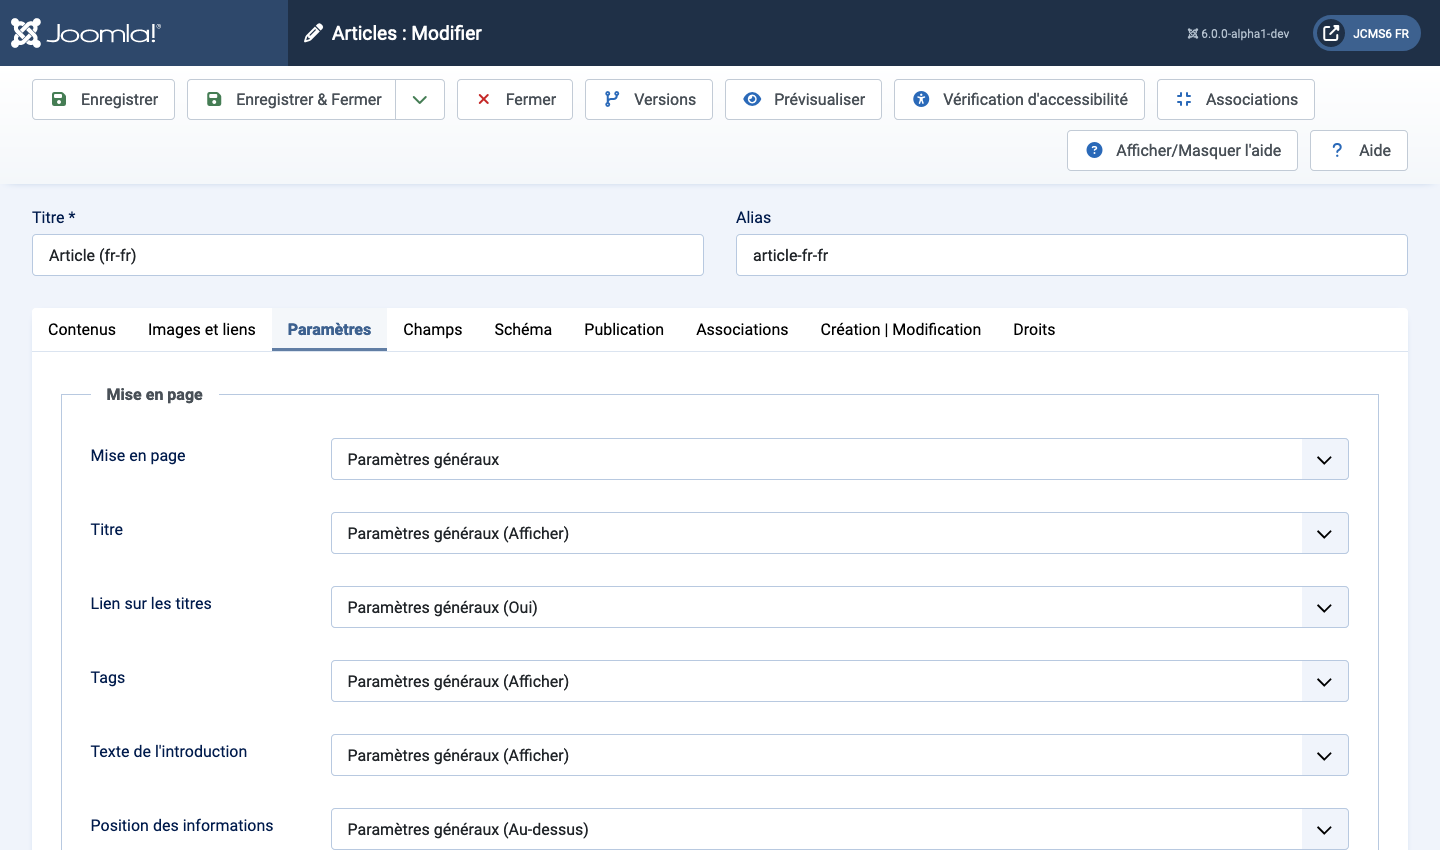 Joomla!®
Articles : Modifier
6.0.0-alpha1-dev
JCMS6 FR
Enregistrer
Enregistrer & Fermer
Fermer
Versions
Prévisualiser
Vérification d'accessibilité
Associations
Afficher/Masquer l'aide
? Aide
Titre *
Alias
Article (fr-fr)
article-fr-fr
Contenus
Images et liens
Paramètres
Champs
Schéma
Publication
Associations
Création | Modification
Droits
Mise en page
Mise en page
Paramètres généraux
Titre
Paramètres généraux (Afficher)
Lien sur les titres
Paramètres généraux (Oui)
Tags
Paramètres généraux (Afficher)
Texte de l'introduction
Paramètres généraux (Afficher)
Position des informations
Paramètres généraux (Au-dessus)